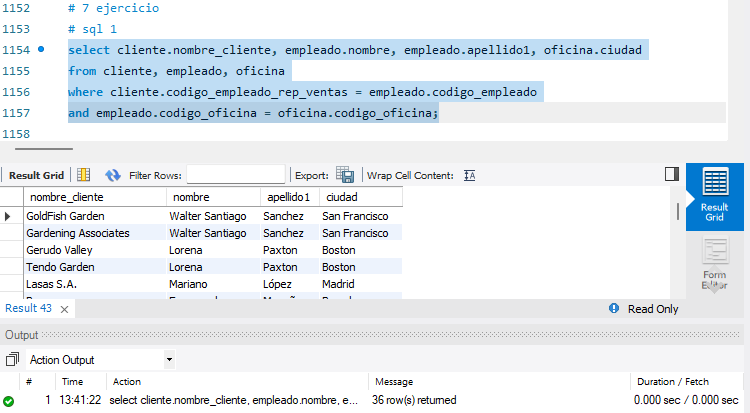 1152 # 7 ejercicio
1153 # sql 1
1154 select cliente.nombre_cliente, empleado.nombre, empleado.apellido1, oficina.ciudad
1155 from cliente, empleado, oficina
1156 where cliente.codigo_empleado_rep_ventas = empleado.codigo_empleado
1157 and empleado.codigo_oficina = oficina.codigo_oficina;
1158
Result Grid Filter Rows: Export: Wrap Cell Content:
nombre_cliente nombre apellido1 ciudad
GoldFish Garden Walter Santiago Sanchez San Francisco
Gardening Associates Walter Santiago Sanchez San Francisco
Gerudo Valley Lorena Paxton Boston
Tendo Garden Lorena Paxton Boston
Lasas S.A. Mariano López Madrid
Result Grid
Form Editor
Result 43 Read Only
Output
Action Output
# Time Action Message Duration / Fetch
1 13:41:22 select cliente.nombre_cliente, empleado.nombre, e... 36 row(s) returned 0.000 sec / 0.000 sec